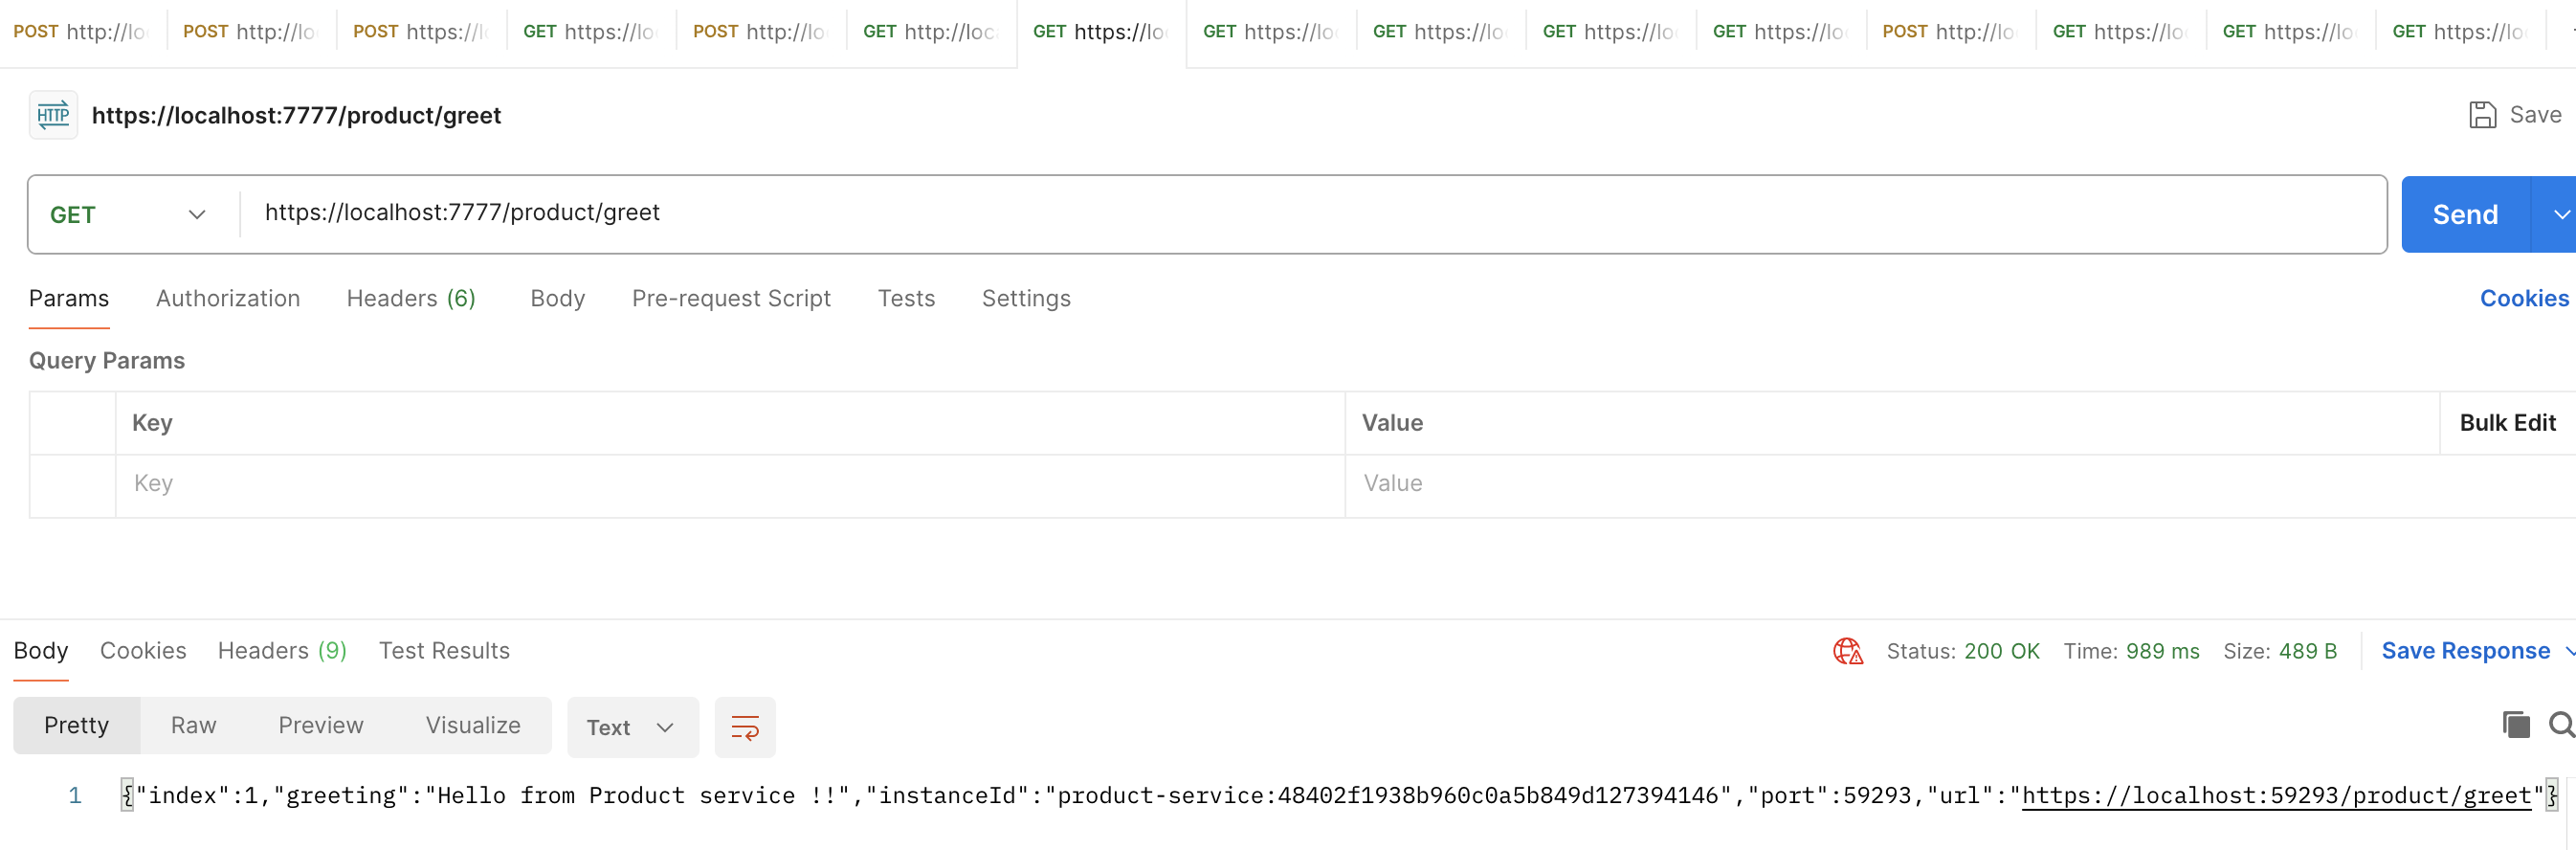 POST http://lo POST http://lo POST https://l GET https://lo POST http://lo GET http://loc GET https://lo GET https://lo GET https://lo GET https://lo GET https://lo POST http://lo GET https://lo GET https://lo GET https://lo
HTTP https://localhost:7777/product/greet Save
GET https://localhost:7777/product/greet Send
Params Authorization Headers (6) Body Pre-request Script Tests Settings Cookies
Query Params
Key Value Bulk Edit
Key Value
Body Cookies Headers (9) Test Results Status: 200 OK Time: 989 ms Size: 489 B Save Response
Pretty Raw Preview Visualize Text
1 {"index":1,"greeting":"Hello from Product service !!","instanceId":"product-service:48402f1938b960c0a5b849d127394146","port":59293,"url":"https://localhost:59293/product/greet"}